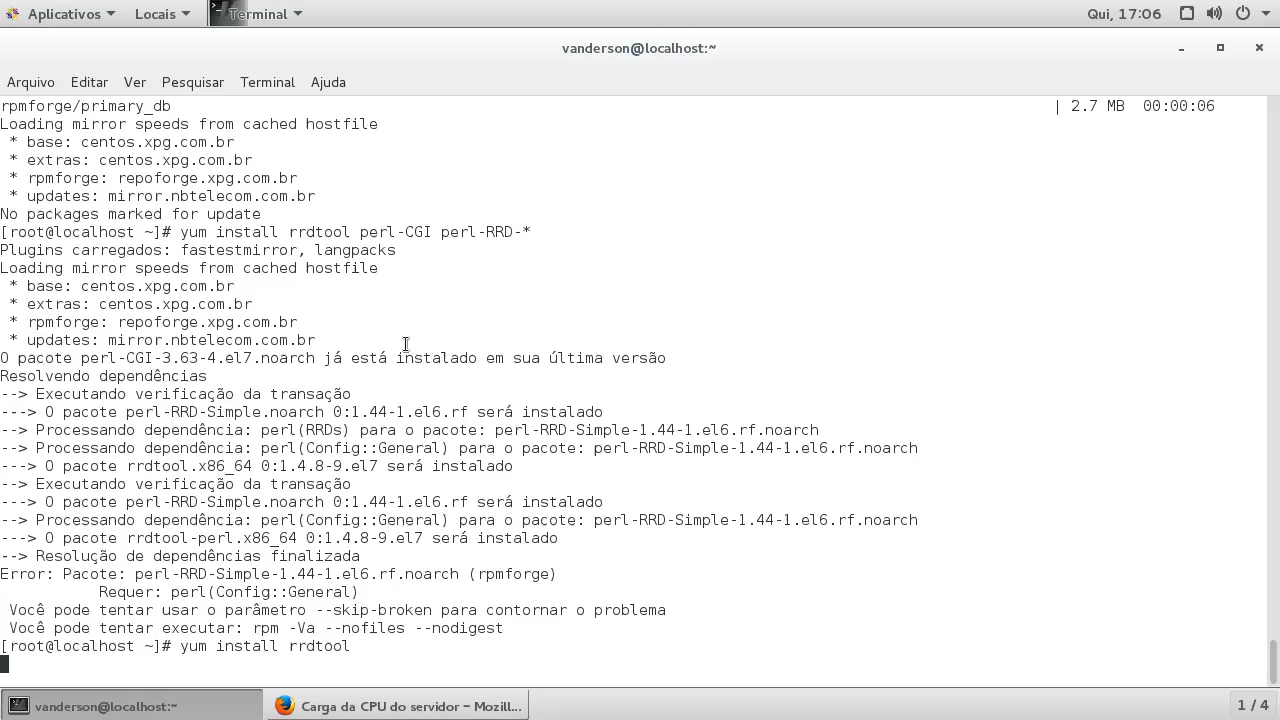 Aplicativos Locais Terminal Qui, 17:06
vanderson@localhost:~
Arquivo Editar Ver Pesquisar Terminal Ajuda
rpmforge/primary_db | 2.7 MB 00:00:06
Loading mirror speeds from cached hostfile
* base: centos.xpg.com.br
* extras: centos.xpg.com.br
* rpmforge: repoforge.xpg.com.br
* updates: mirror.nbtelecom.com.br
No packages marked for update
[root@localhost ~]# yum install rrdtool perl-CGI perl-RRD-*
Plugins carregados: fastestmirror, langpacks
Loading mirror speeds from cached hostfile
* base: centos.xpg.com.br
* extras: centos.xpg.com.br
* rpmforge: repoforge.xpg.com.br
* updates: mirror.nbtelecom.com.br
O pacote perl-CGI-3.63-4.el7.noarch já está instalado em sua última versão
Resolvendo dependências
--> Executando verificação da transação
---> O pacote perl-RRD-Simple.noarch 0:1.44-1.el6.rf será instalado
--> Processando dependência: perl(RRDs) para o pacote: perl-RRD-Simple-1.44-1.el6.rf.noarch
--> Processando dependência: perl(Config::General) para o pacote: perl-RRD-Simple-1.44-1.el6.rf.noarch
---> O pacote rrdtool.x86_64 0:1.4.8-9.el7 será instalado
--> Executando verificação da transação
---> O pacote perl-RRD-Simple.noarch 0:1.44-1.el6.rf será instalado
--> Processando dependência: perl(Config::General) para o pacote: perl-RRD-Simple-1.44-1.el6.rf.noarch
---> O pacote rrdtool-perl.x86_64 0:1.4.8-9.el7 será instalado
--> Resolução de dependências finalizada
Error: Pacote: perl-RRD-Simple-1.44-1.el6.rf.noarch (rpmforge)
Requer: perl(Config::General)
Você pode tentar usar o parâmetro --skip-broken para contornar o problema
Você pode tentar executar: rpm -Va --nofiles --nodigest
[root@localhost ~]# yum install rrdtool
vanderson@localhost:~ Carga da CPU do servidor – Mozill... 1 / 4